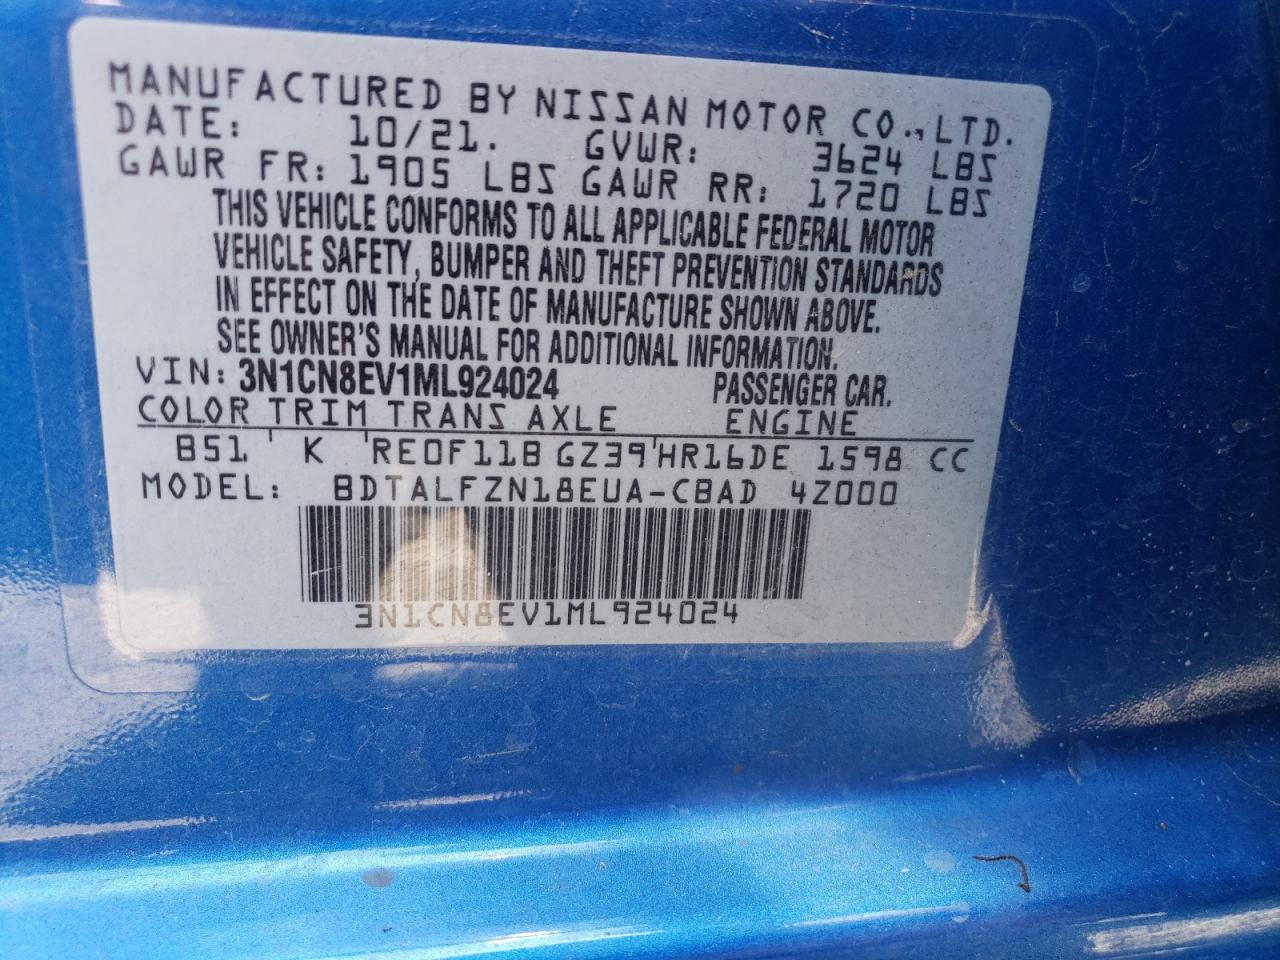 MANUFACTURED BY NISSAN MOTOR CO., LTD.
DATE: 10/21. GVWR: 3624 LBS
GAWR FR: 1905 LBS GAWR RR: 1720 LBS
THIS VEHICLE CONFORMS TO ALL APPLICABLE FEDERAL MOTOR
VEHICLE SAFETY, BUMPER AND THEFT PREVENTION STANDARDS
IN EFFECT ON THE DATE OF MANUFACTURE SHOWN ABOVE.
SEE OWNER'S MANUAL FOR ADDITIONAL INFORMATION.
VIN: 3N1CN8EV1ML924024 PASSENGER CAR.
COLOR TRIM TRANS AXLE ENGINE
B51 K RE0F11B GZ39 HR16DE 1598 CC
MODEL: BDTALFZN18EUA-CBAD 4Z000
3N1CN8EV1ML924024